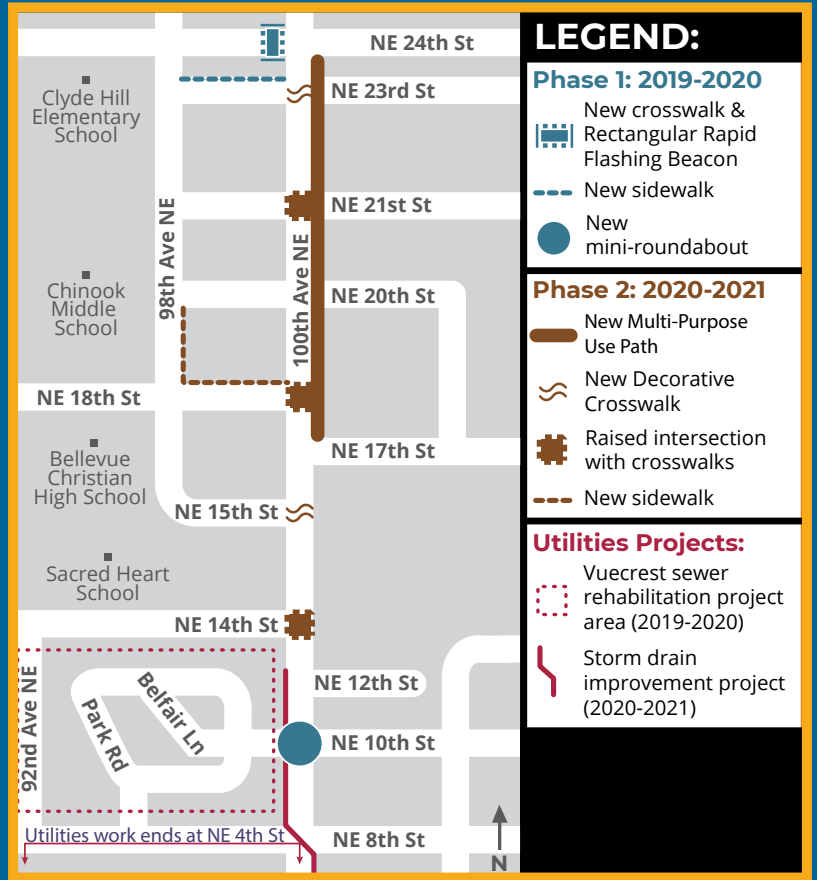 NE 24th St
Clyde Hill
Elementary
School
NE 23rd St
98th Ave NE
NE 21st St
100th Ave NE
Chinook
Middle
School
NE 20th St
NE 18th St
Bellevue
Christian
High School
NE 17th St
NE 15th St
Sacred Heart
School
NE 14th St
92nd Ave NE
Park Rd
Belfair Ln
NE 12th St
NE 10th St
Utilities work ends at NE 4th St
NE 8th St
N
LEGEND:
Phase 1: 2019-2020
New crosswalk &
Rectangular Rapid
Flashing Beacon
New sidewalk
New
mini-roundabout
Phase 2: 2020-2021
New Multi-Purpose
Use Path
New Decorative
Crosswalk
Raised intersection
with crosswalks
New sidewalk
Utilities Projects:
Vuecrest sewer
rehabilitation project
area (2019-2020)
Storm drain
improvement project
(2020-2021)